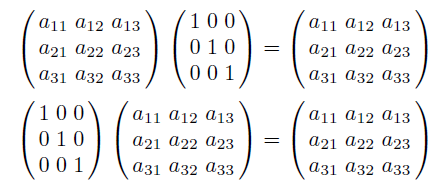 a11 a12 a13 1 0 0 a11 a12 a13
a21 a22 a23 0 1 0 = a21 a22 a23
a31 a32 a33 0 0 1 a31 a32 a33
1 0 0 a11 a12 a13 a11 a12 a13
0 1 0 a21 a22 a23 = a21 a22 a23
0 0 1 a31 a32 a33 a31 a32 a33